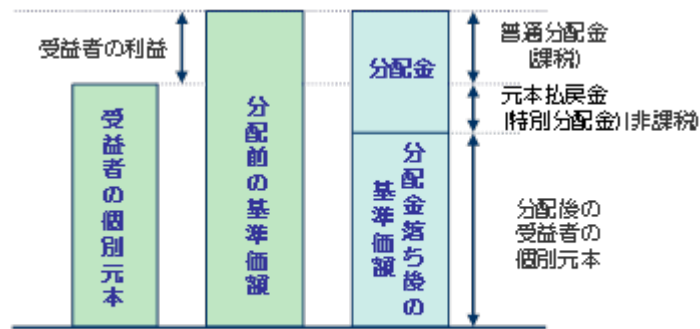 受益者の利益
受益者の個別元本
分配前の基準価額
分配金
分配金落ち後の
基準価額
普通分配金
(課税)
元本払戻金
(特別分配金)(非課税)
分配後の
受益者の
個別元本